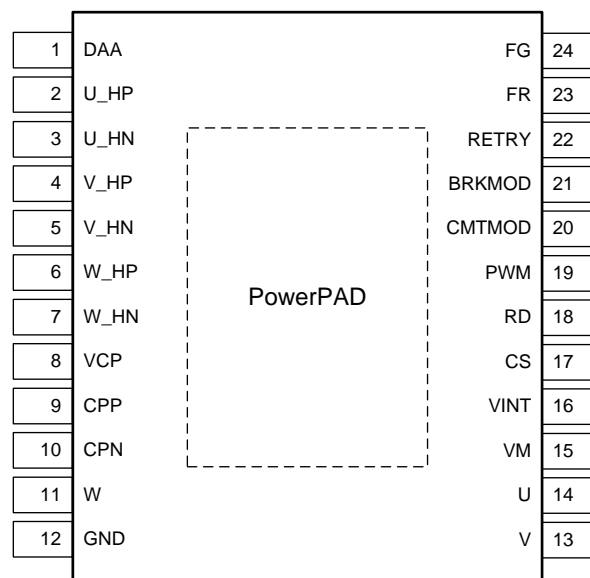 1 DAA FG 24
2 U_HP FR 23
3 U_HN RETRY 22
4 V_HP BRKMOD 21
5 V_HN CMTMOD 20
6 W_HP PWM 19
PowerPAD
7 W_HN RD 18
8 VCP CS 17
9 CPP VINT 16
10 CPN VM 15
11 W U 14
12 GND V 13